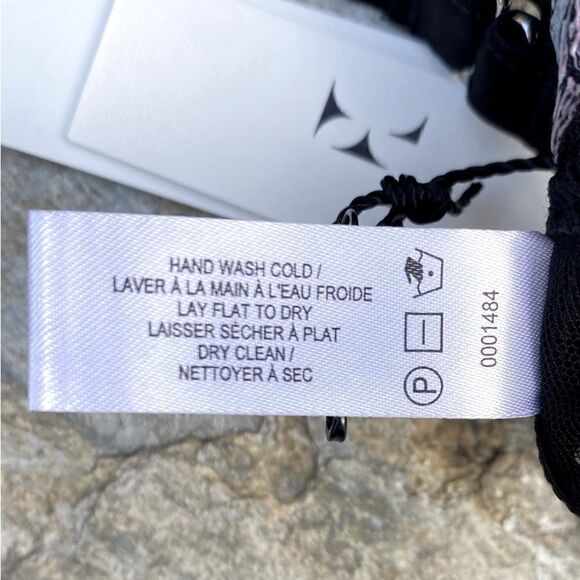 HAND WASH COLD /
LAVER À LA MAIN À L'EAU FROIDE
LAY FLAT TO DRY
LAISSER SÈCHER À PLAT
DRY CLEAN /
NETTOYER À SEC
P
0001484